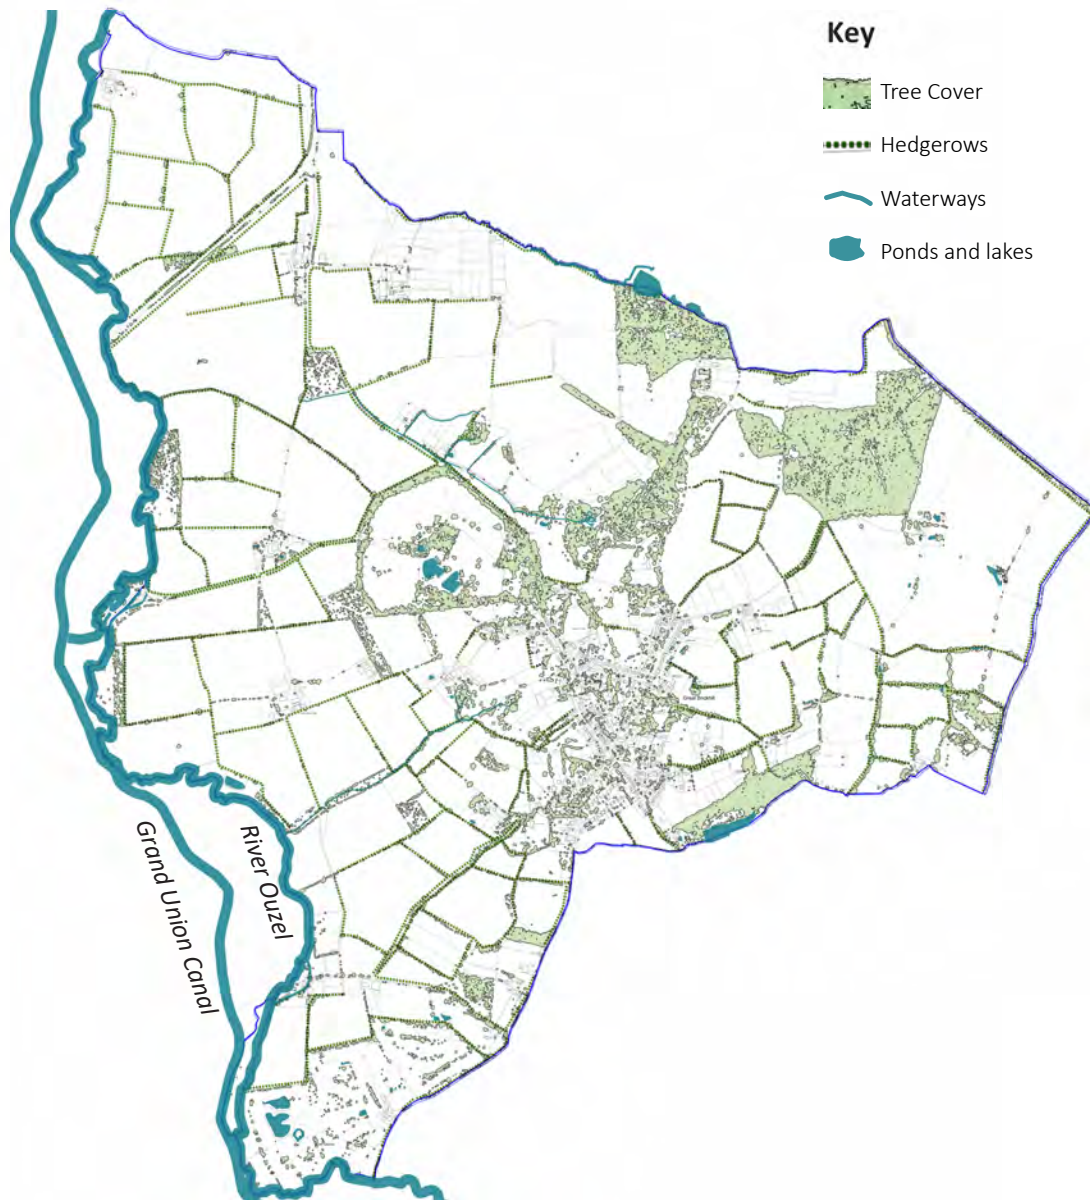 Key
Tree Cover
Hedgerows
Waterways
Ponds and lakes
Grand Union Canal
River Ouzel